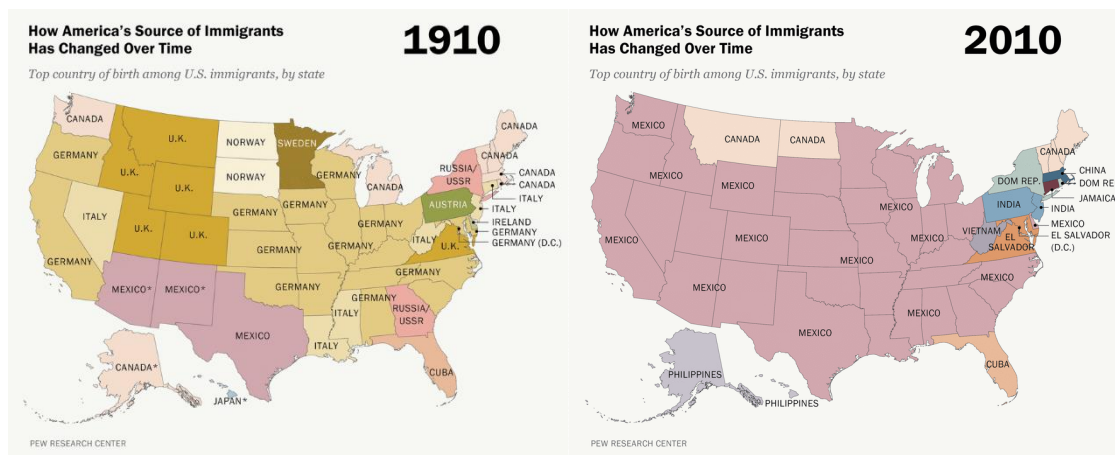 How America's Source of Immigrants
Has Changed Over Time
1910
Top country of birth among U.S. immigrants, by state
CANADA
GERMANY
U.K.
U.K.
U.K.
NORWAY
NORWAY
SWEDEN
GERMANY
CANADA
RUSSIA/
USSR
CANADA
CANADA
CANADA
CANADA
ITALY
ITALY
IRELAND
GERMANY
GERMANY (D.C.)
AUSTRIA
ITALY
U.K.
U.K.
U.K.
ITALY
GERMANY
GERMANY
GERMANY
GERMANY
GERMANY
GERMANY
GERMANY
GERMANY
GERMANY
GERMANY
MEXICO*
MEXICO*
MEXICO
ITALY
ITALY
RUSSIA/
USSR
CUBA
CANADA*
JAPAN*
PEW RESEARCH CENTER
How America's Source of Immigrants
Has Changed Over Time
2010
Top country of birth among U.S. immigrants, by state
MEXICO
MEXICO
CANADA
CANADA
MEXICO
MEXICO
MEXICO
MEXICO
MEXICO
MEXICO
MEXICO
MEXICO
MEXICO
MEXICO
MEXICO
CANADA
DOM REP.
CHINA
DOM RE
JAMAICA
INDIA
INDIA
MEXICO
EL SALVADOR
(D.C.)
VIETNAM
EL
SALVADOR
CUBA
PHILIPPINES
PHILIPPINES
PEW RESEARCH CENTER